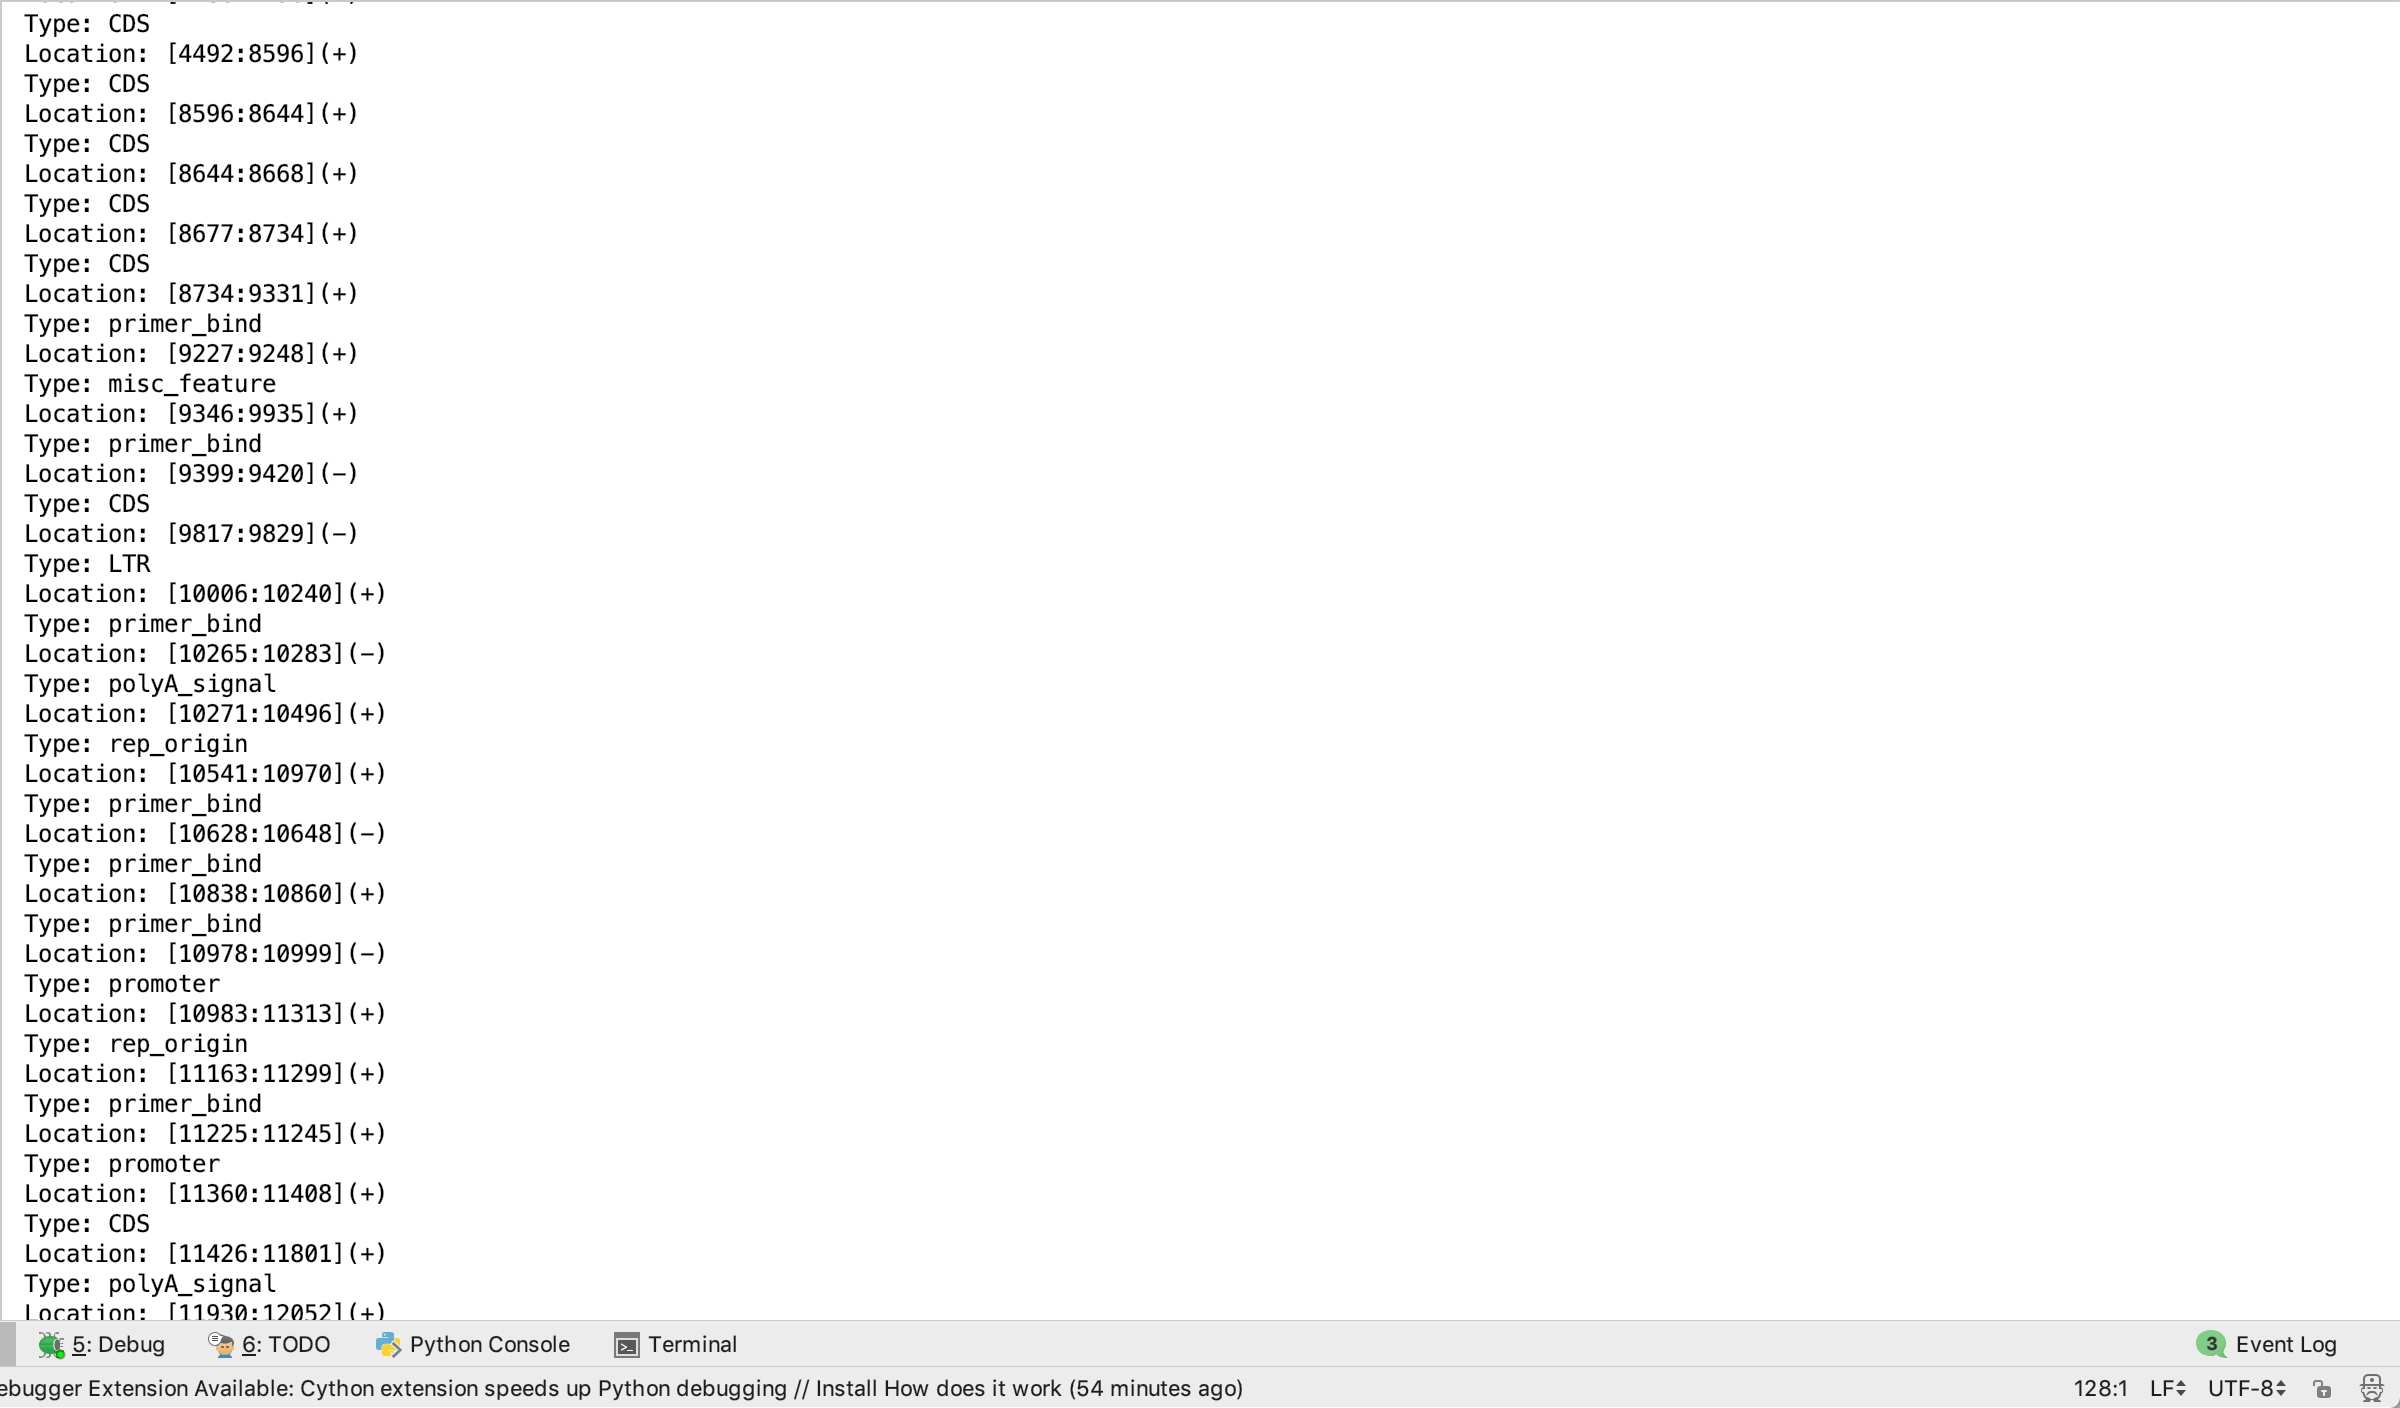 Type: CDS
Location: [4492:8596](+)
Type: CDS
Location: [8596:8644](+)
Type: CDS
Location: [8644:8668](+)
Type: CDS
Location: [8677:8734](+)
Type: CDS
Location: [8734:9331](+)
Type: primer_bind
Location: [9227:9248](+)
Type: misc_feature
Location: [9346:9935](+)
Type: primer_bind
Location: [9399:9420](-)
Type: CDS
Location: [9817:9829](-)
Type: LTR
Location: [10006:10240](+)
Type: primer_bind
Location: [10265:10283](-)
Type: polyA_signal
Location: [10271:10496](+)
Type: rep_origin
Location: [10541:10970](+)
Type: primer_bind
Location: [10628:10648](-)
Type: primer_bind
Location: [10838:10860](+)
Type: primer_bind
Location: [10978:10999](-)
Type: promoter
Location: [10983:11313](+)
Type: rep_origin
Location: [11163:11299](+)
Type: primer_bind
Location: [11225:11245](+)
Type: promoter
Location: [11360:11408](+)
Type: CDS
Location: [11426:11801](+)
Type: polyA_signal
Location: [11930:12052](+)
5: Debug 6: TODO Python Console Terminal 3 Event Log
ebugger Extension Available: Cython extension speeds up Python debugging // Install How does it work (54 minutes ago) 128:1 LF UTF-8